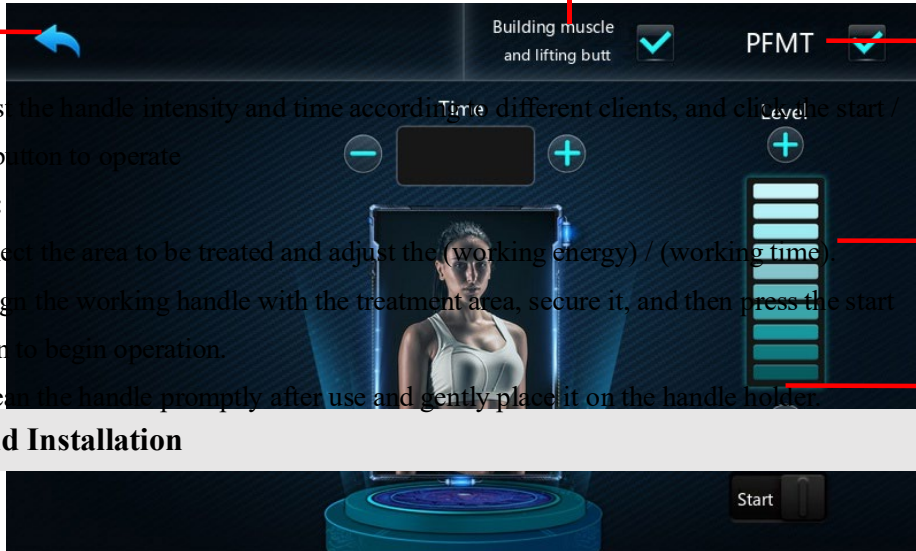 Building muscle
and lifting butt
PFMT
the handle intensity and time according to different clients, and click the start /
Time
Level
button to operate
the area to be treated and adjust the (working energy) / (working time).
the working handle with the treatment area, secure it, and then press the start
to begin operation.
the handle promptly after use and gently place it on the handle holder.
Installation
Start